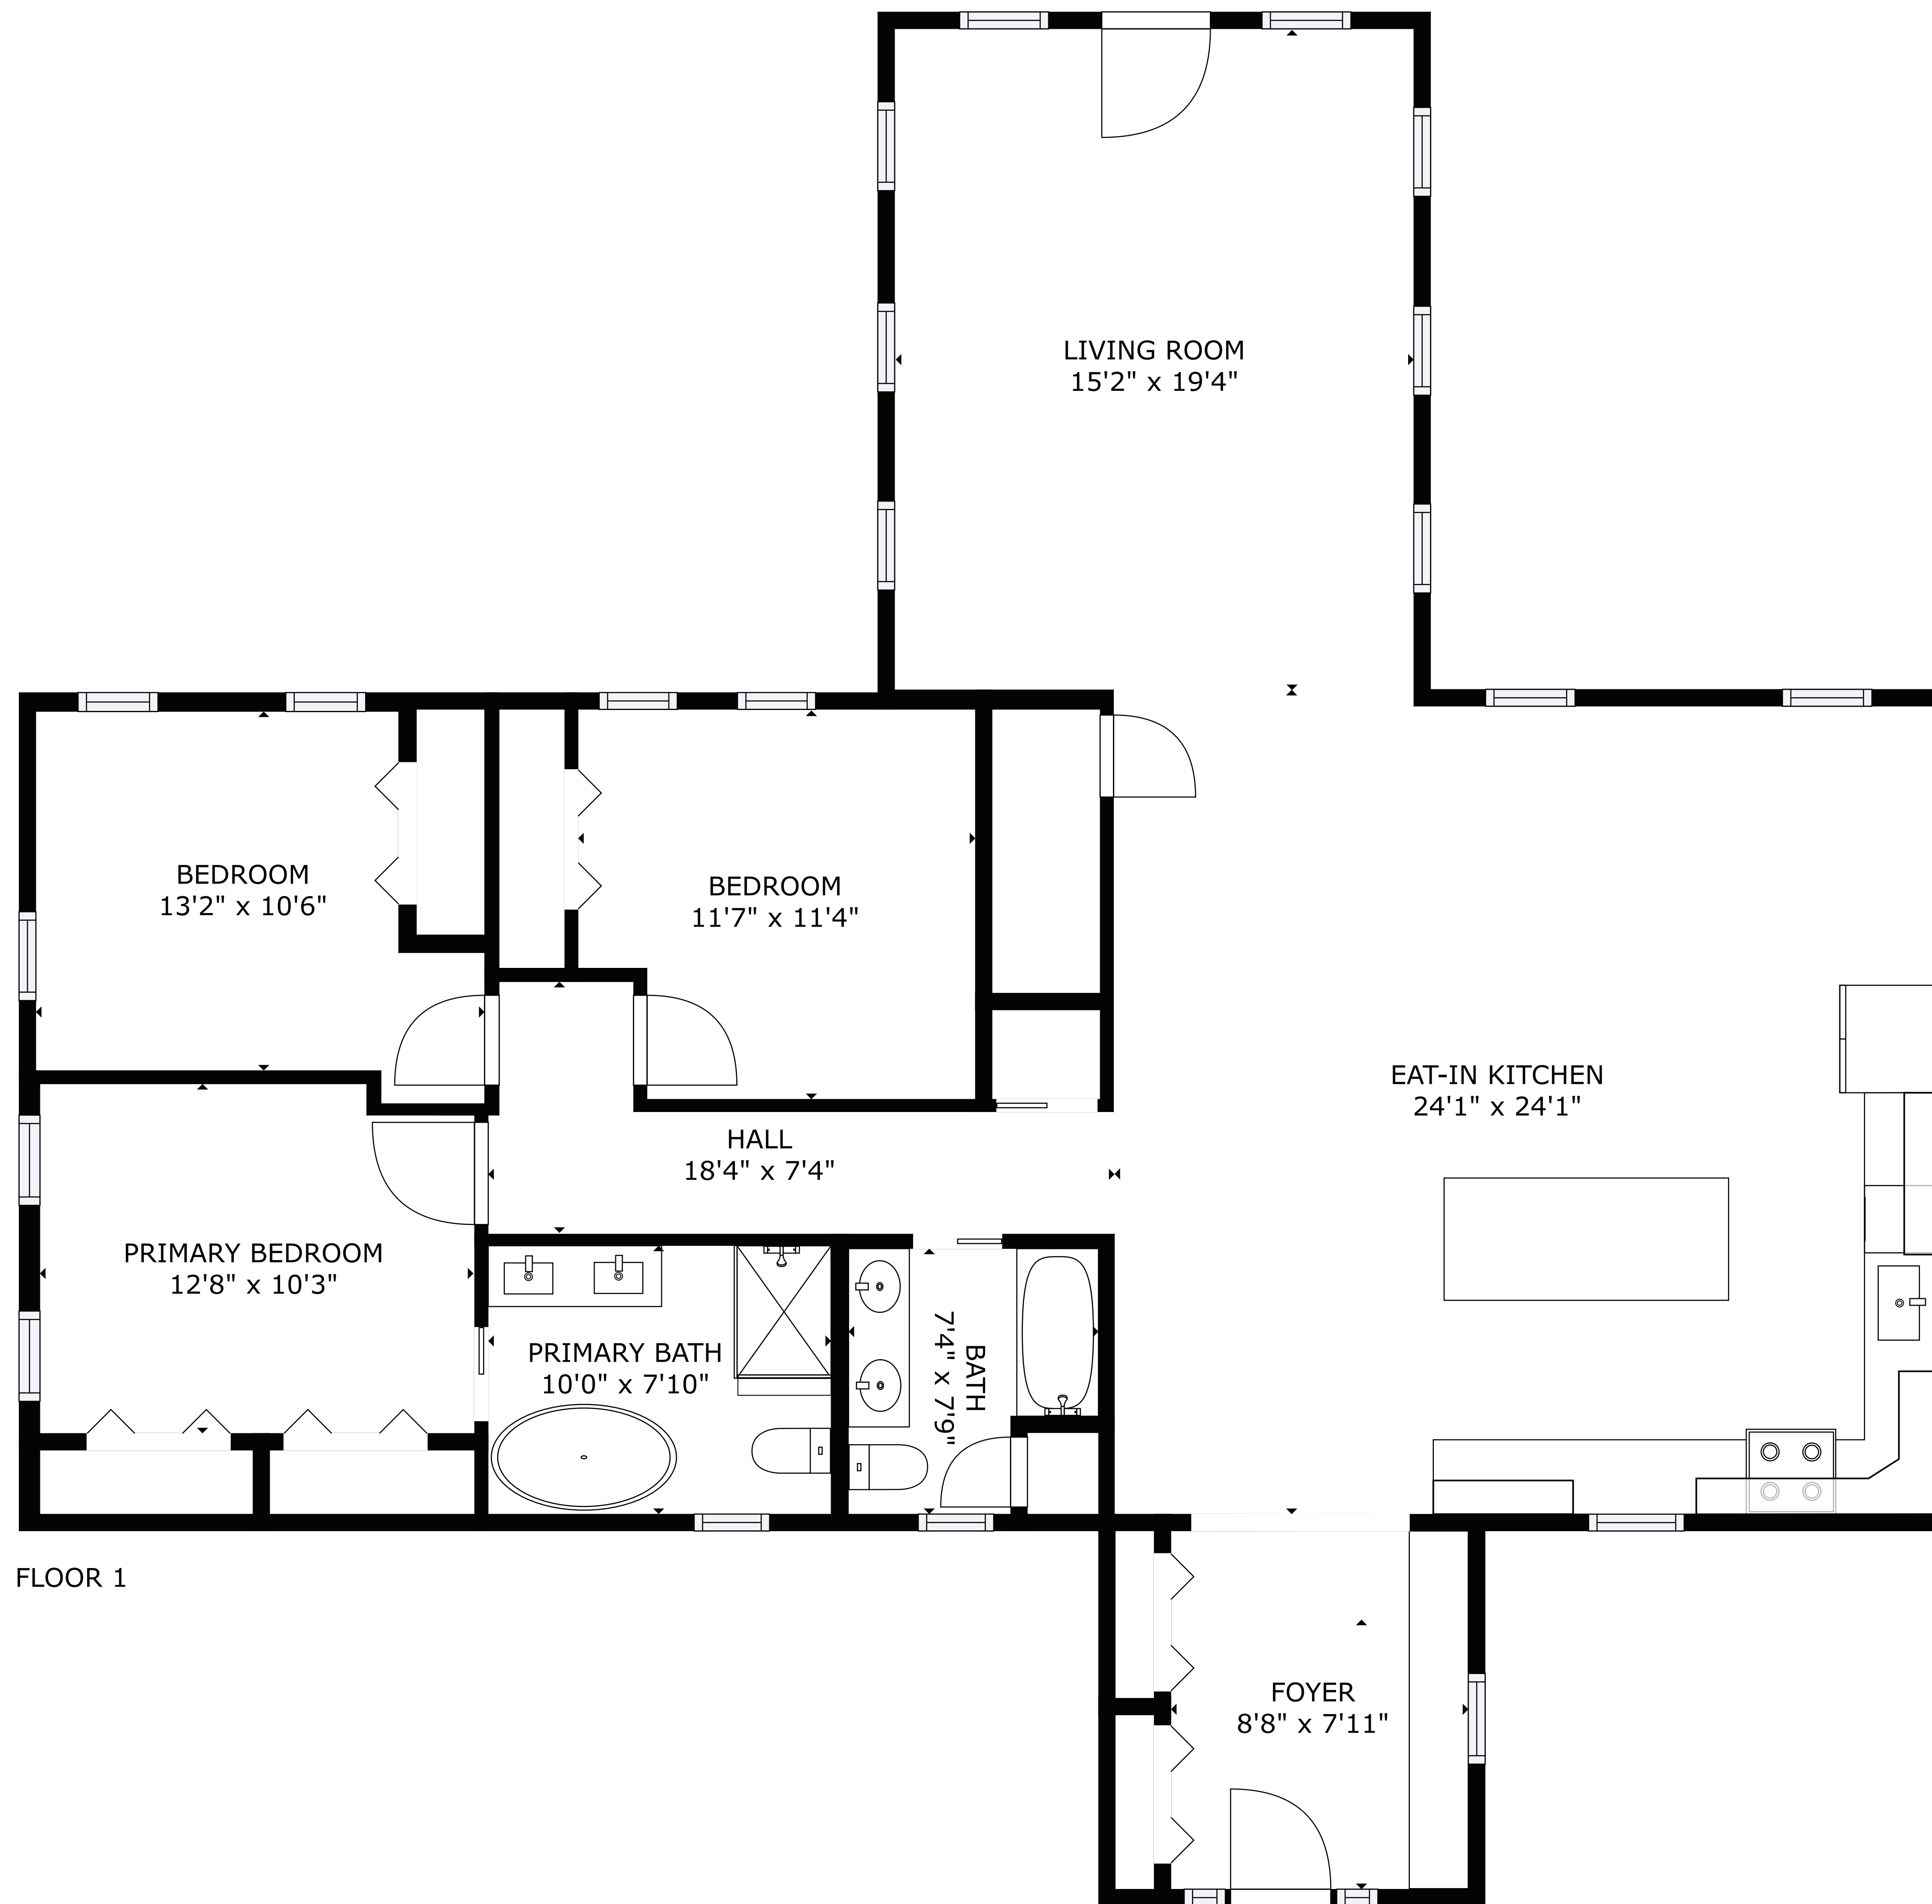 LIVING ROOM
15'2" x 19'4"
BEDROOM
13'2" x 10'6"
BEDROOM
11'7" x 11'4"
EAT-IN KITCHEN
24'1" x 24'1"
HALL
18'4" x 7'4"
PRIMARY BEDROOM
12'8" x 10'3"
PRIMARY BATH
10'0" x 7'10"
BATH
7'4" x 7'9"
FLOOR 1
FOYER
8'8" x 7'11"